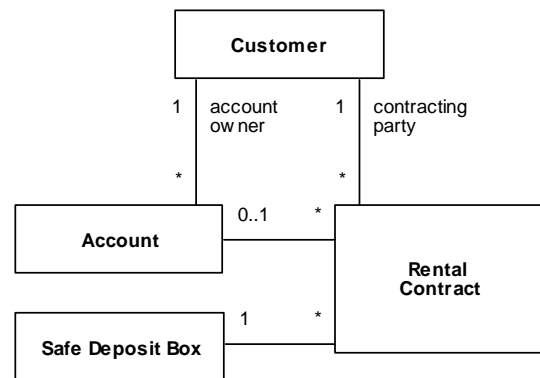 Customer
1 account 1 contracting
owner party
* *
0..1 *
Account
Rental
Contract
1 *
Safe Deposit Box